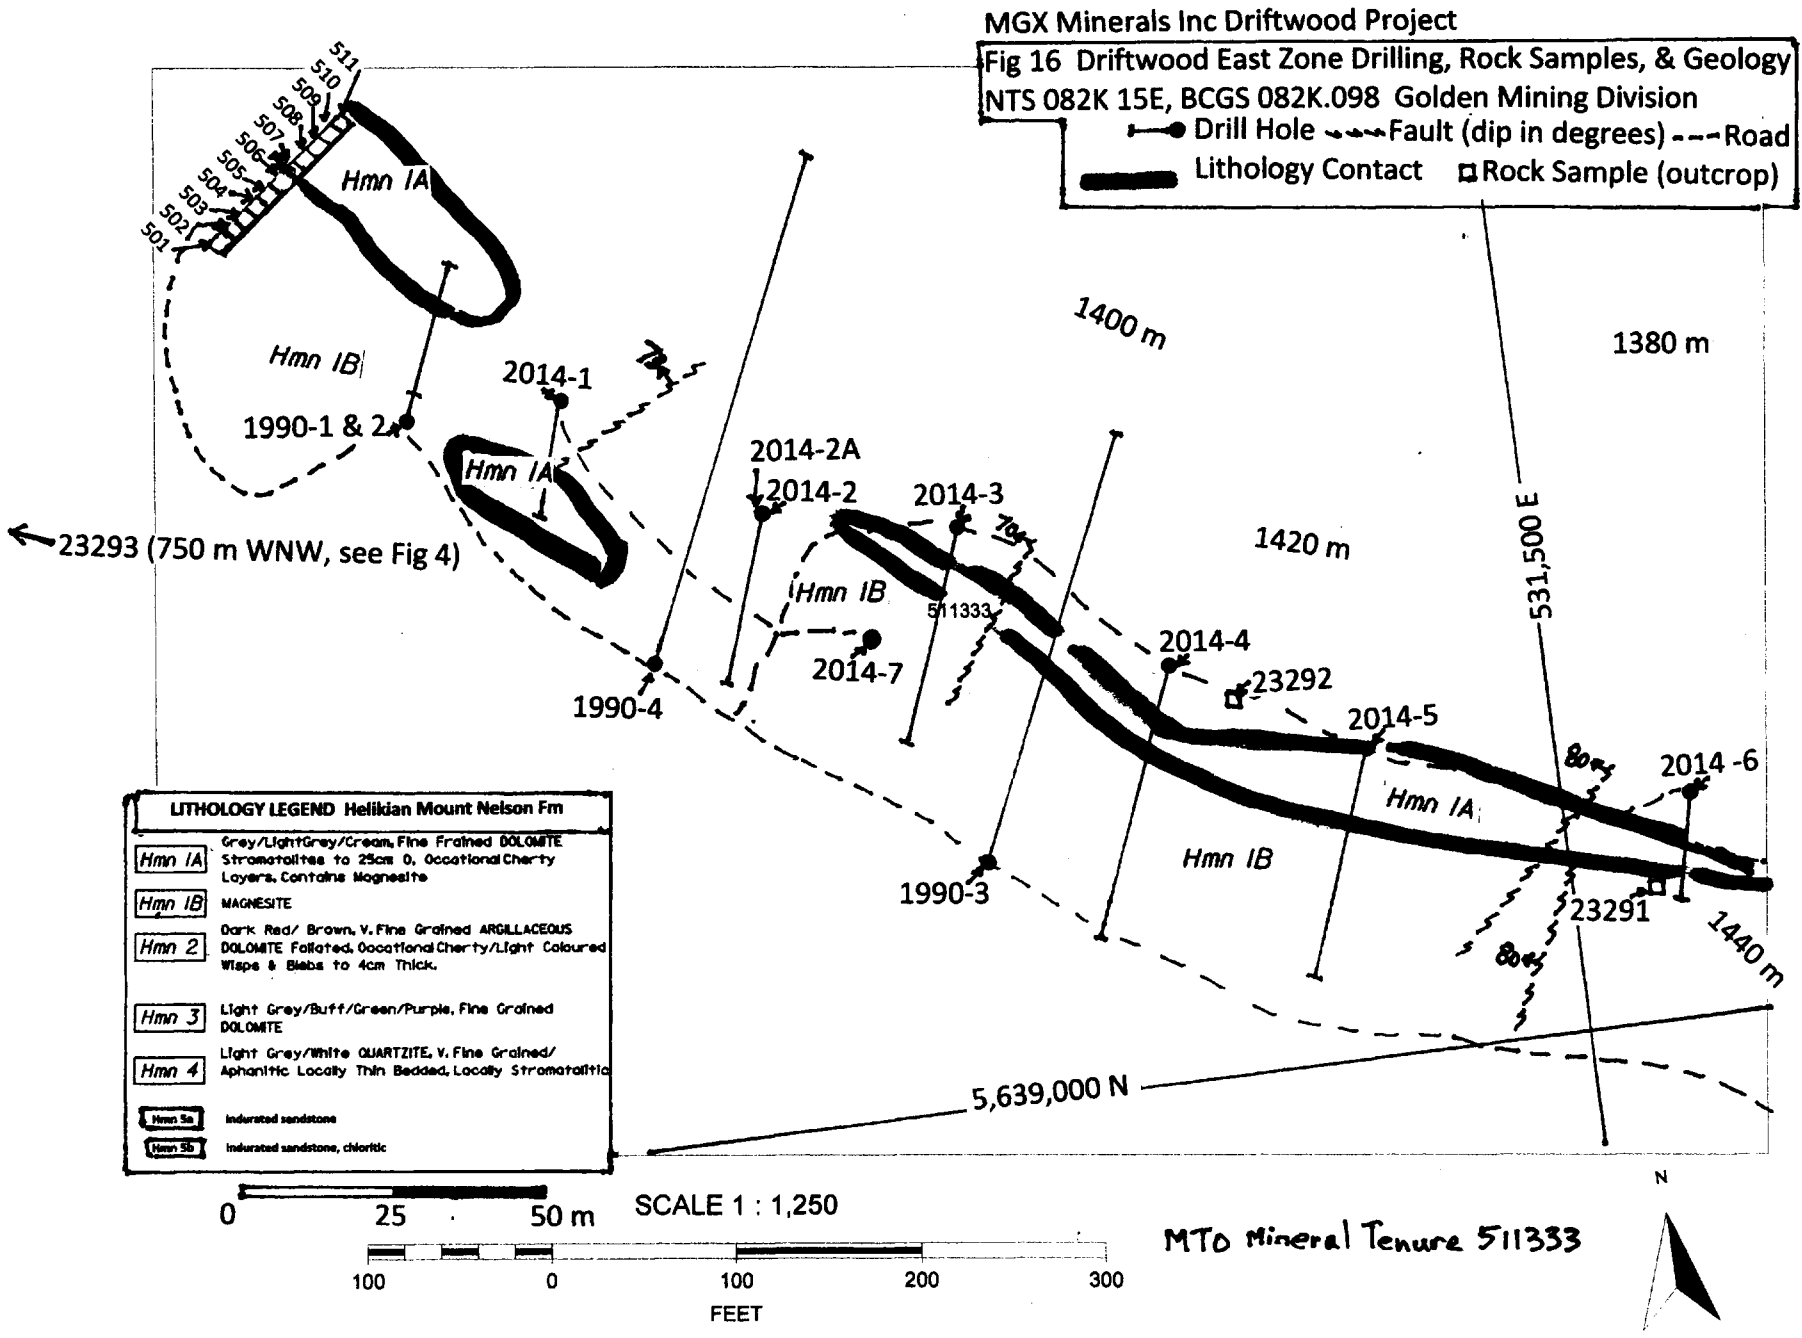 MGX Minerals Inc Driftwood Project
Fig 16 Driftwood East Zone Drilling, Rock Samples, & Geology
NTS 082K 15E, BCGS 082K.098 Golden Mining Division
Drill Hole Fault (dip in degrees) Road
Lithology Contact Rock Sample (outcrop)
511
510
509
508
507
506
505
504
503
502
501
Hmn IA
1400 m
1380 m
Hmn IB
2014-1
1990-1 & 2
Hmn IA
2014-2A
2014-2
2014-3
70
1420 m
531,500 E
23293 (750 m WNW, see Fig 4)
Hmn IB
511333
2014-4
2014-7
23292
1990-4
2014-5
80
2014 -6
Hmn IA
Hmn IB
1990-3
23291
1440 m
80
5,639,000 N
LITHOLOGY LEGEND Helikian Mount Nelson Fm
Hmn IA
Grey/LightGrey/Cream, Fine Frained DOLOMITE
Stromatolites to 25cm D, Occational Cherty
Layers, Contains Magnesite
Hmn IB
MAGNESITE
Hmn 2
Dark Red/ Brown, V. Fine Grained ARGILLACEOUS
DOLOMITE Foliated, Occational Cherty/Light Coloured
Wisps & Blebs to 4cm Thick.
Hmn 3
Light Grey/Buff/Green/Purple, Fine Grained
DOLOMITE
Hmn 4
Light Grey/White QUARTZITE, V. Fine Grained/
Aphanitic Locally Thin Bedded, Locally Stromatolitic
Hmn 5a
Indurated sandstone
Hmn 5b
Indurated sandstone, chloritic
0 25 50 m
SCALE 1 : 1,250
100 0 100 200 300
FEET
MTO Mineral Tenure 511333
N